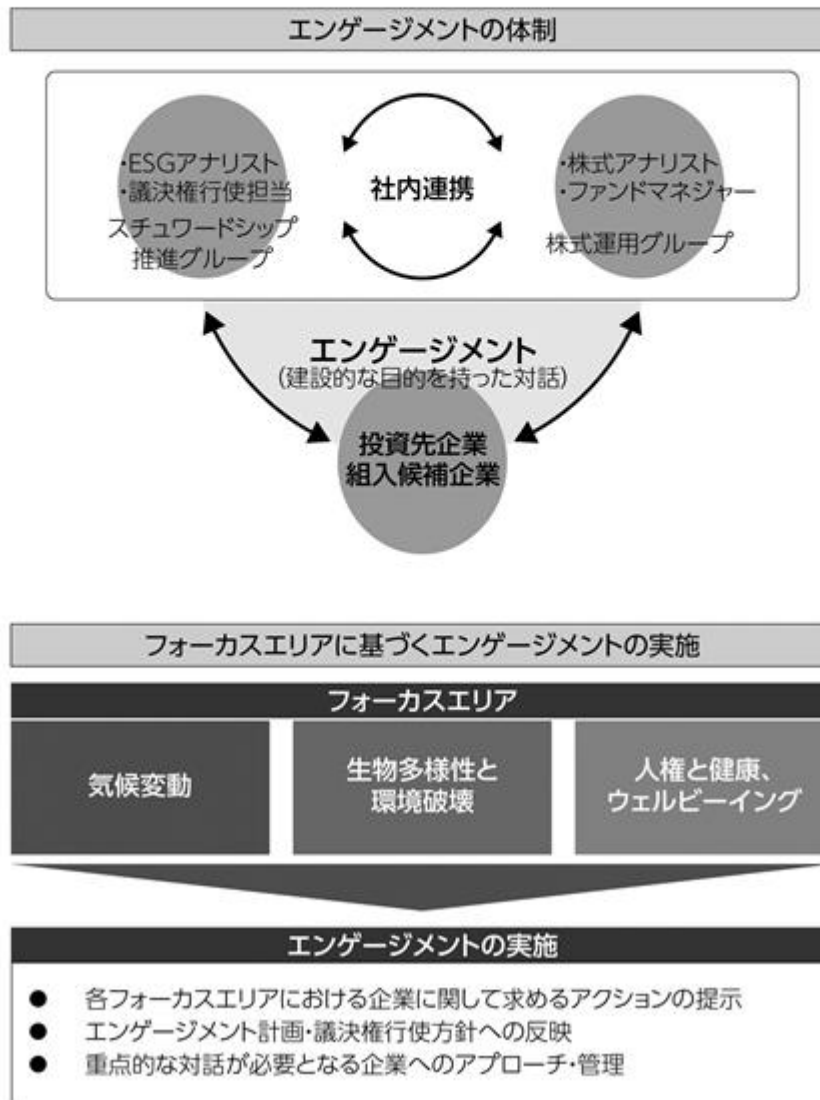 エンゲージメントの体制
・ESGアナリスト
・議決権行使担当
スチュワードシップ
推進グループ
社内連携
・株式アナリスト
・ファンドマネジャー
株式運用グループ
エンゲージメント
(建設的な目的を持った対話)
投資先企業
組入候補企業
フォーカスエリアに基づくエンゲージメントの実施
フォーカスエリア
気候変動
生物多様性と
環境破壊
人権と健康、
ウェルビーイング
エンゲージメントの実施
● 各フォーカスエリアにおける企業に関して求めるアクションの提示
● エンゲージメント計画・議決権行使方針への反映
● 重点的な対話が必要となる企業へのアプローチ・管理